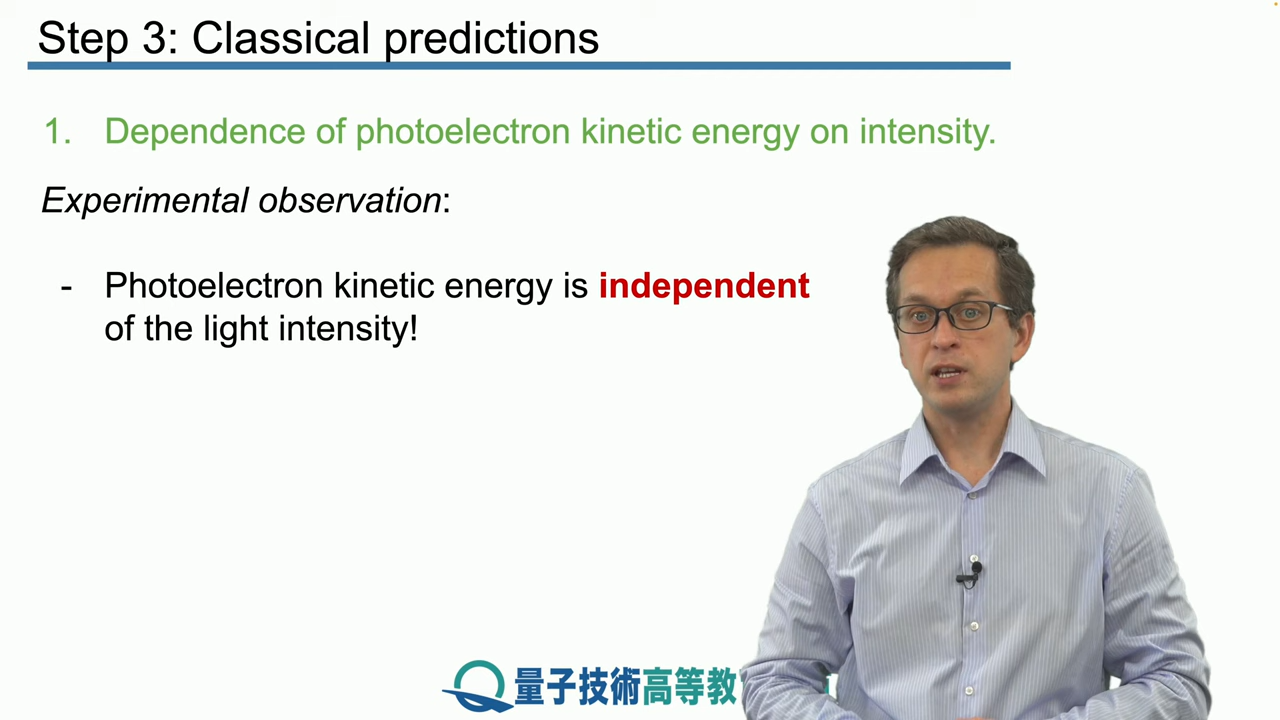 Step 3: Classical predictions
1. Dependence of photoelectron kinetic energy on intensity.
Experimental observation:
- Photoelectron kinetic energy is independent
of the light intensity!
量子技術高等教